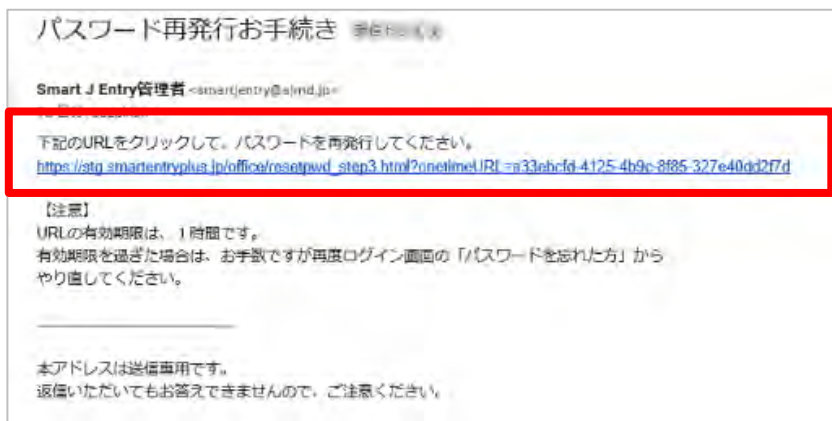 パスワード再発行お手続き
Smart J Entry管理者
下記のURLをクリックして、パスワードを再発行してください。
https://stg.smartentryplus.jp/office/resetpwd_step3.html?onetimeURL=a33ebcfd-4125-4b9c-8f85-327e40dd2f7d
【注意】
URLの有効期限は、1時間です。
有効期限を過ぎた場合は、お手数ですが再度ログイン画面の「パスワードを忘れた方」から
やり直してください。
本アドレスは送信専用です。
返信いただいてもお答えできませんので、ご注意ください。